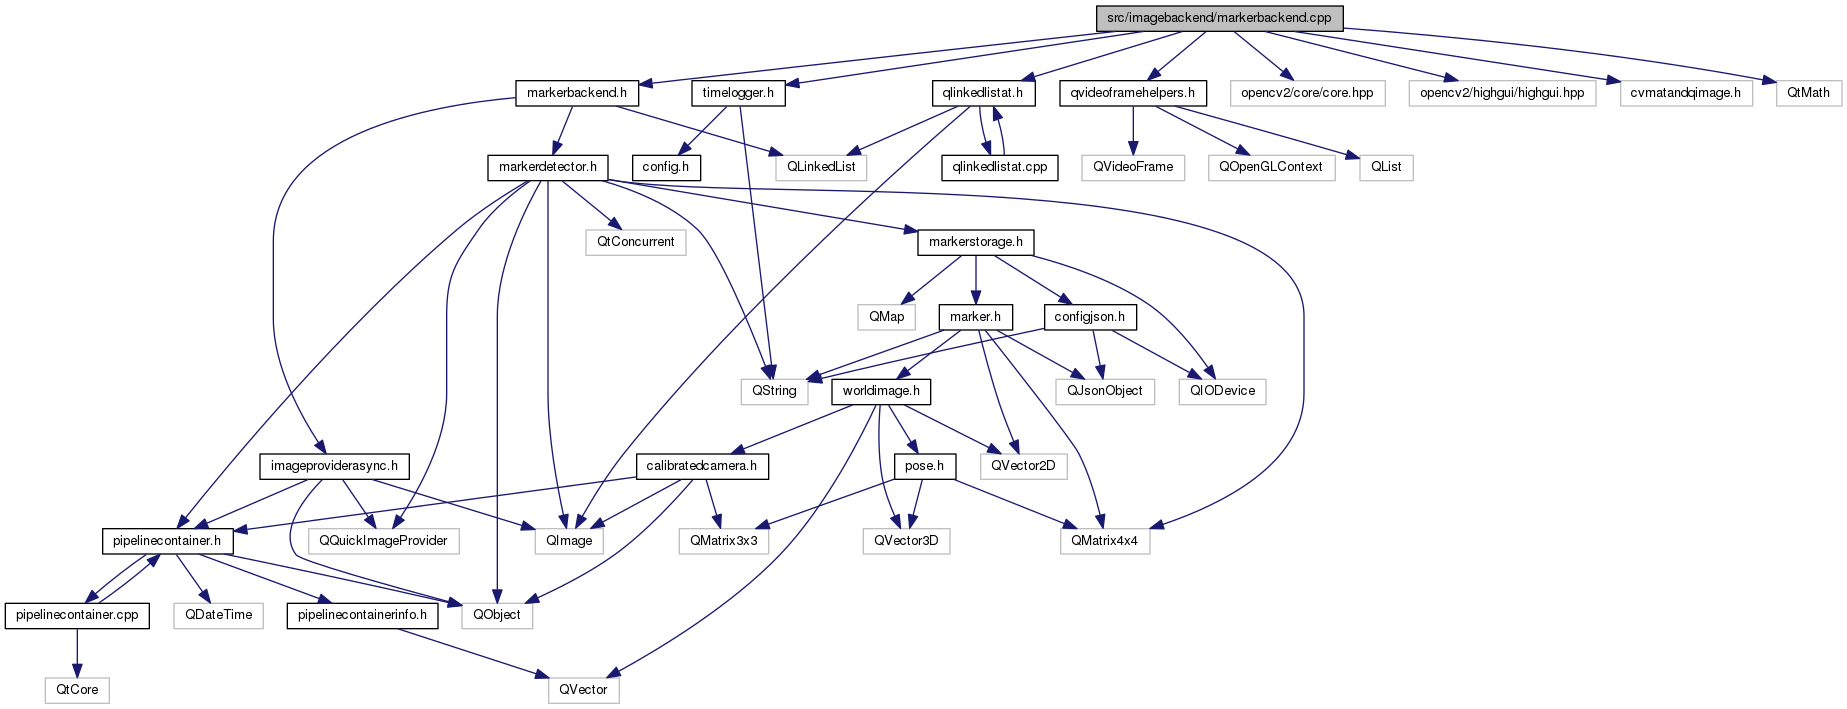 src/imagebackend/markerbackend.cpp
markerbackend.h
timelogger.h
qlinkedlistat.h
qvideoframehelpers.h
opencv2/core/core.hpp
opencv2/highgui/highgui.hpp
cvmatandqimage.h
QtMath
markerdetector.h
config.h
QLinkedList
qlinkedlistat.cpp
QVideoFrame
QOpenGLContext
QList
QtConcurrent
markerstorage.h
QMap
marker.h
configjson.h
QString
worldimage.h
QJsonObject
QIODevice
imageproviderasync.h
calibratedcamera.h
pose.h
QVector2D
pipelinecontainer.h
QQuickImageProvider
QImage
QMatrix3x3
QVector3D
QMatrix4x4
pipelinecontainer.cpp
QDateTime
pipelinecontainerinfo.h
QObject
QtCore
QVector